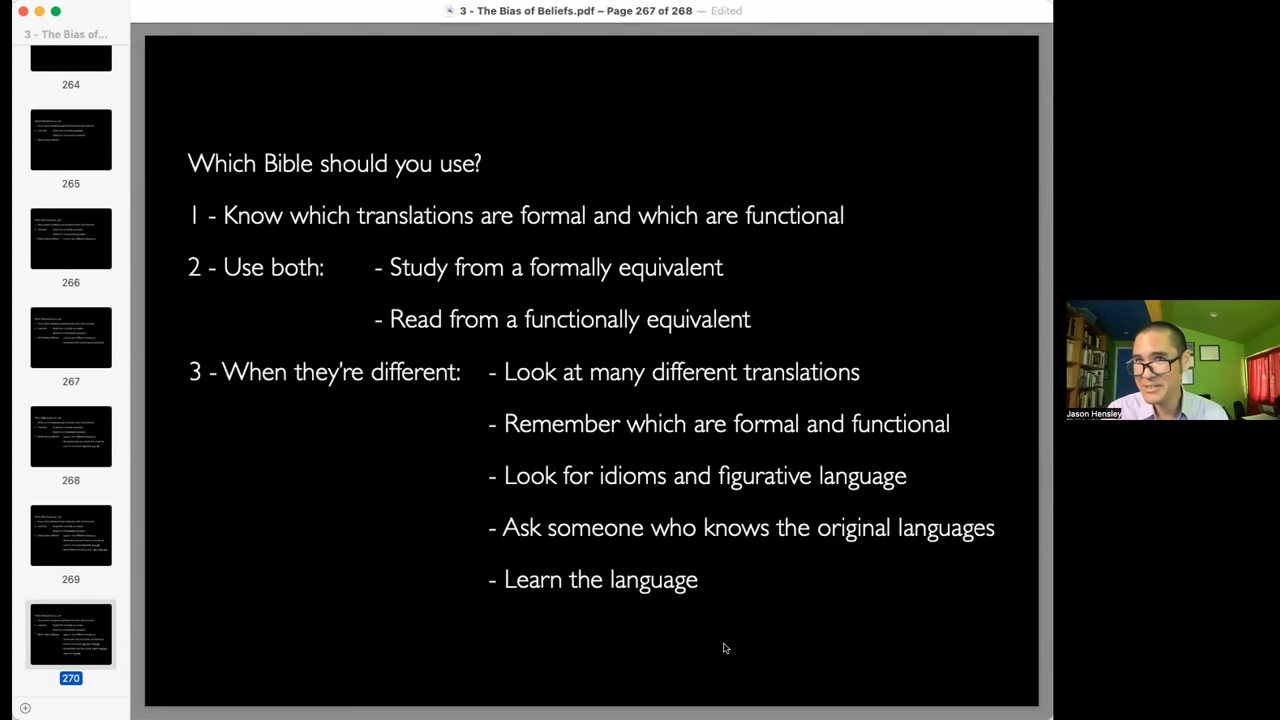 3 - The Bias of Beliefs.pdf – Page 267 of 268 — Edited
3 - The Bias of...
264
265
266
267
268
269
270
Which Bible should you use?
1 - Know which translations are formal and which are functional
2 - Use both: - Study from a formally equivalent
- Read from a functionally equivalent
3 - When they're different: - Look at many different translations
- Remember which are formal and functional
- Look for idioms and figurative language
- Ask someone who knows the original languages
- Learn the language
Jason Hensley